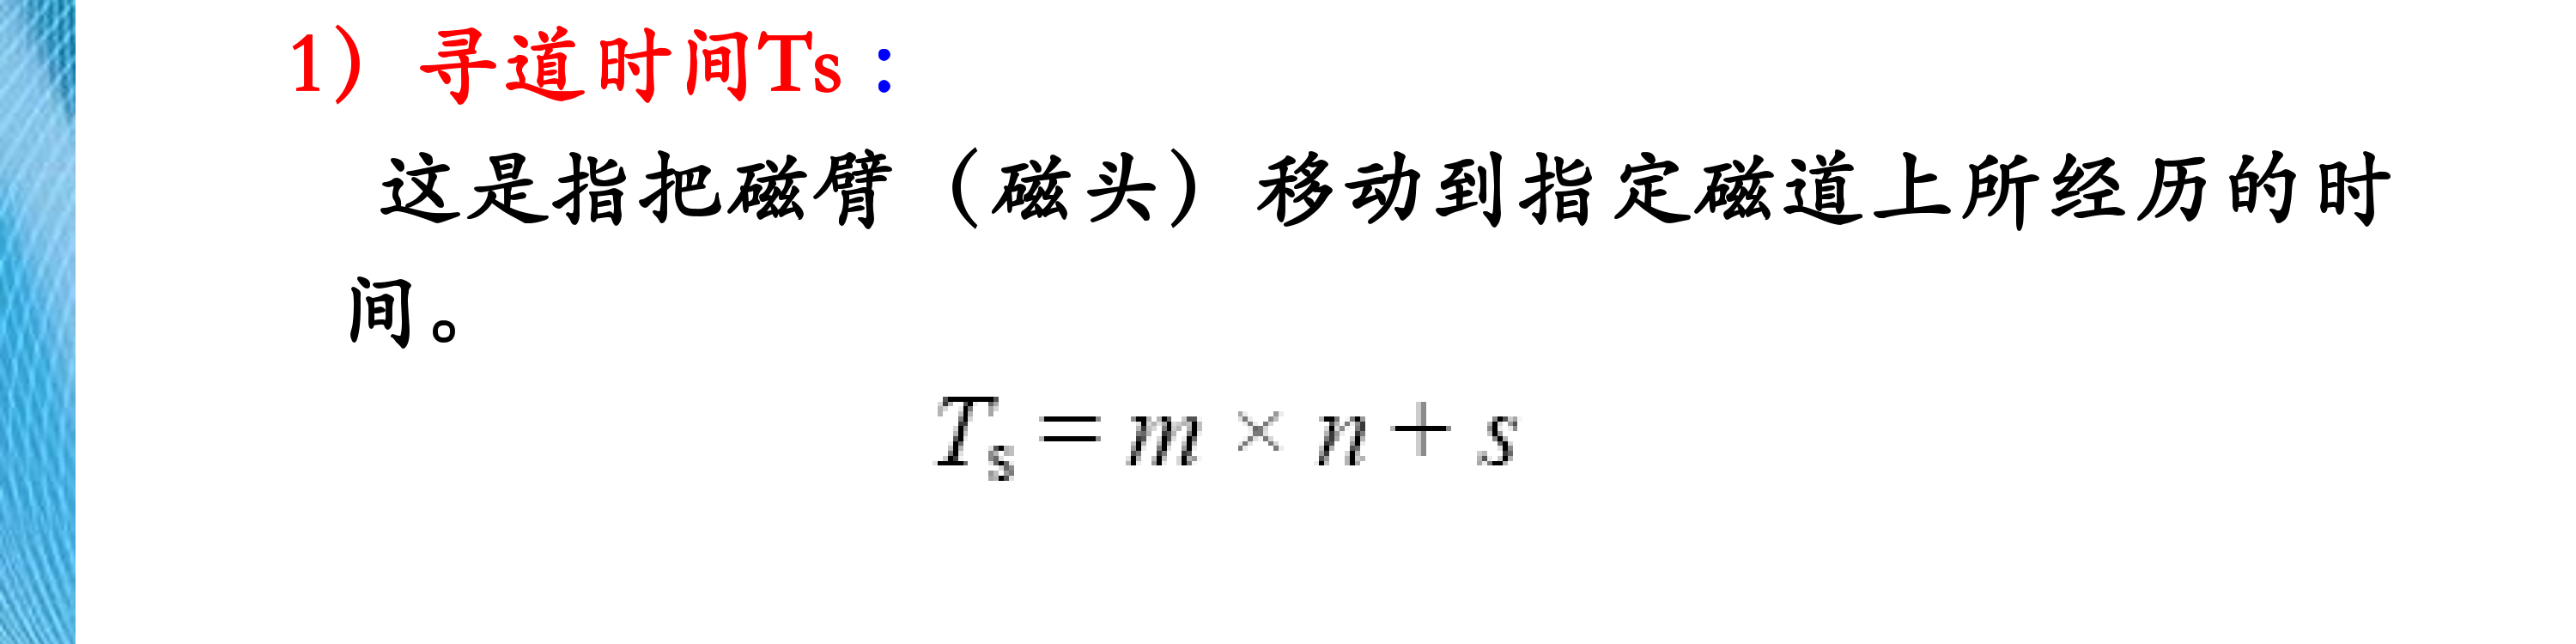 1）寻道时间Ts：
这是指把磁臂（磁头）移动到指定磁道上所经历的时
间。
Ts = m × n + s